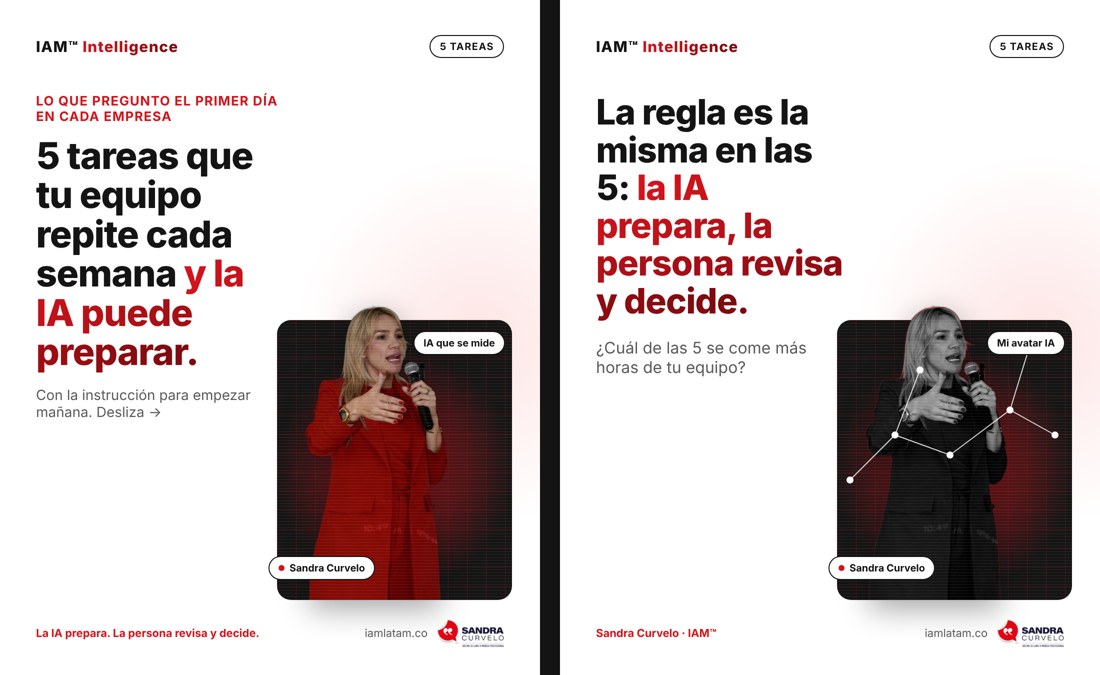 IAM™ Intelligence
5 TAREAS
LO QUE PREGUNTO EL PRIMER DÍA
EN CADA EMPRESA
5 tareas que
tu equipo
repite cada
semana y la
IA puede
preparar.
Con la instrucción para empezar
mañana. Desliza →
IA que se mide
Sandra Curvelo
La IA prepara. La persona revisa y decide.
iamlatam.co
SANDRA
CURVELO
IAM™ Intelligence
5 TAREAS
La regla es la
misma en las
5: la IA
prepara, la
persona revisa
y decide.
¿Cuál de las 5 se come más
horas de tu equipo?
Mi avatar IA
Sandra Curvelo
Sandra Curvelo · IAM™
iamlatam.co
SANDRA
CURVELO